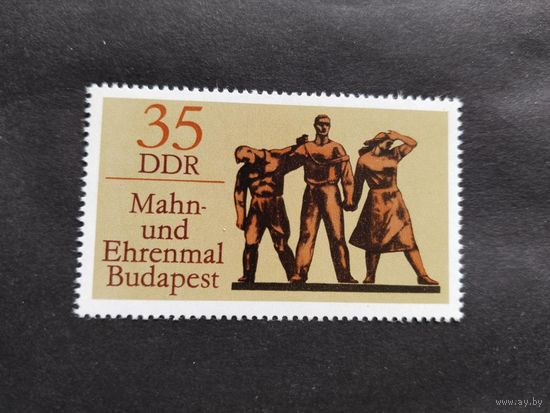 35
DDR
Mahn-
und
Ehrenmal
Budapest
www.ay.by